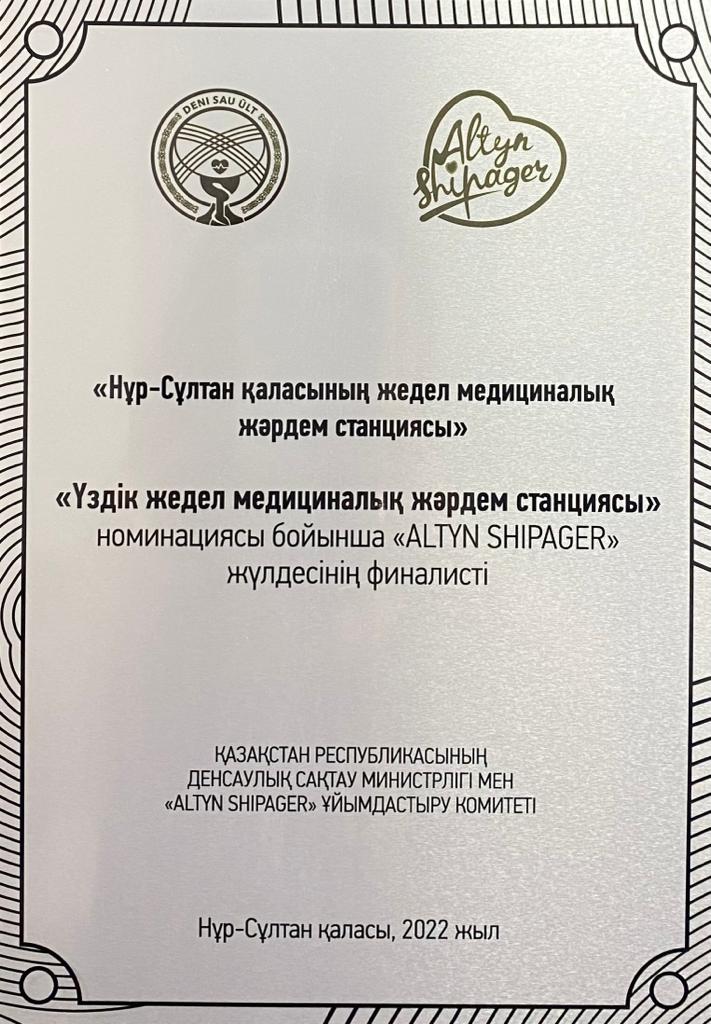 DENI SAU ÚLT
Altyn
shipager
«Нұр-Сұлтан қаласының жедел медициналық
жәрдем станциясы»
«Үздік жедел медициналық жәрдем станциясы»
номинациясы бойынша «ALTYN SHIPAGER»
жүлдесінің финалисті
ҚАЗАҚСТАН РЕСПУБЛИКАСЫНЫҢ
ДЕНСАУЛЫҚ САҚТАУ МИНИСТРЛІГІ МЕН
«ALTYN SHIPAGER» ҰЙЫМДАСТЫРУ КОМИТЕТІ
Нұр-Сұлтан қаласы, 2022 жыл